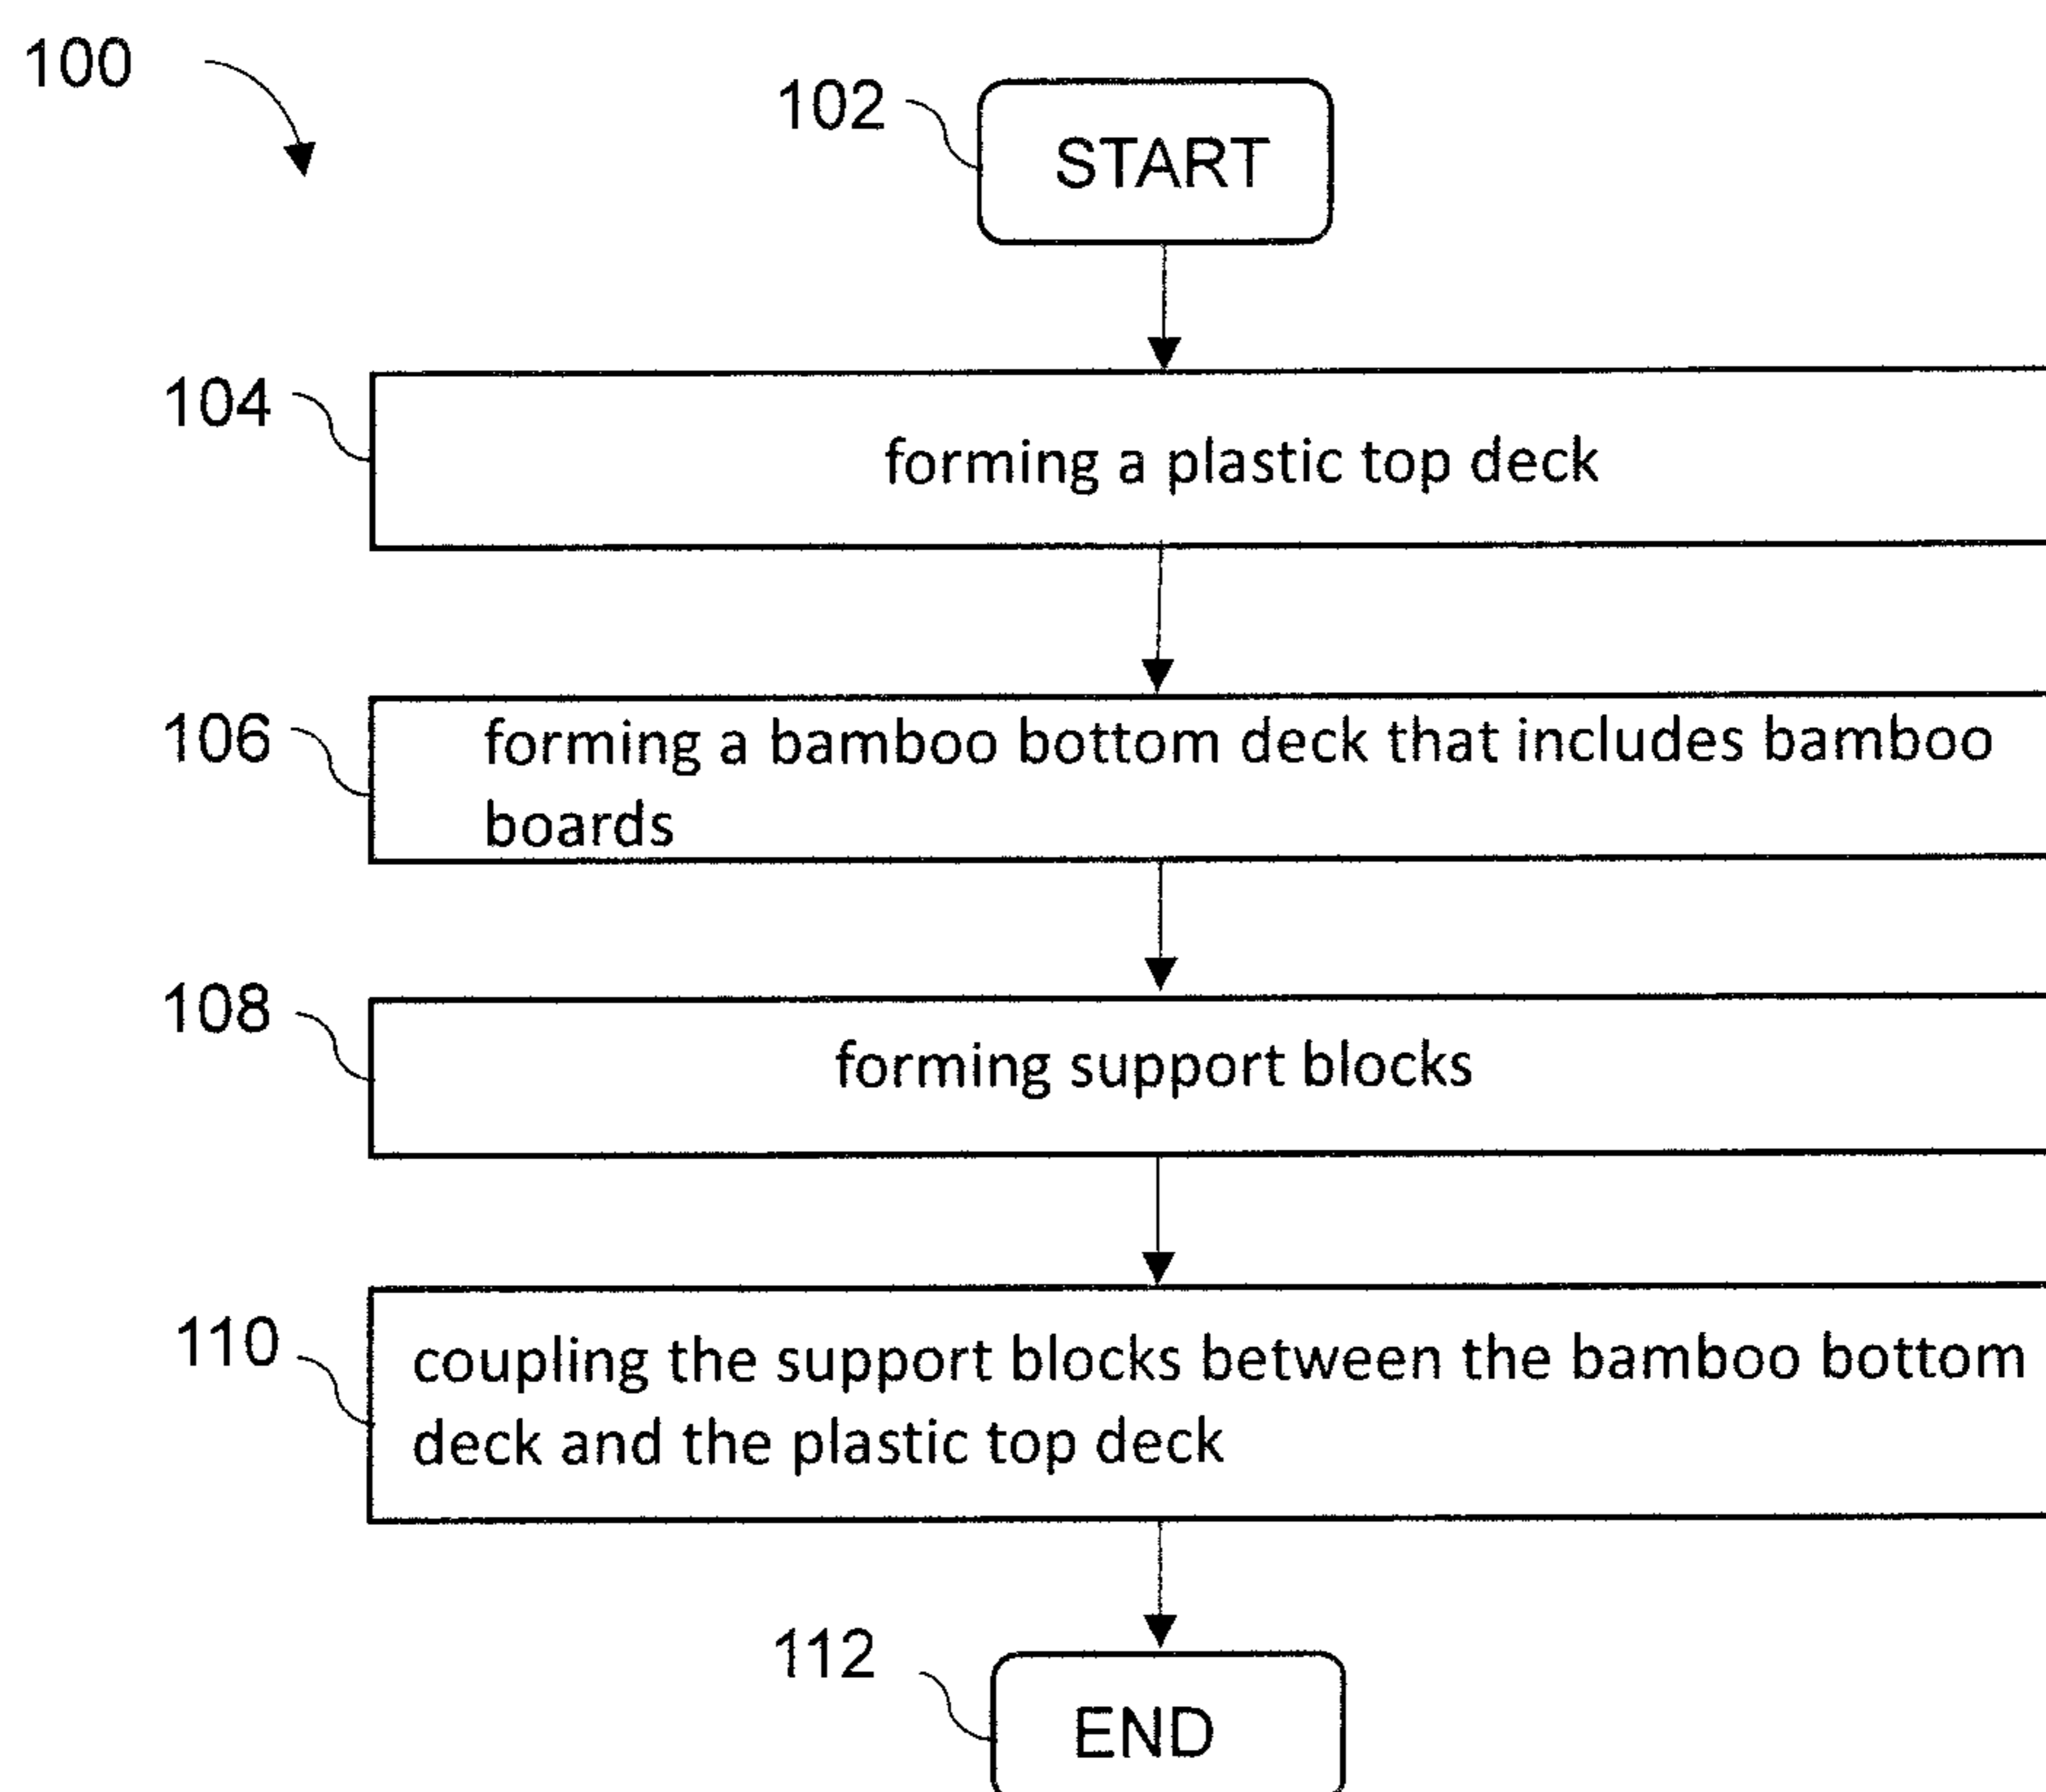 100
102
START
104
forming a plastic top deck
106
forming a bamboo bottom deck that includes bamboo
boards
108
forming support blocks
110
coupling the support blocks between the bamboo bottom
deck and the plastic top deck
112
END